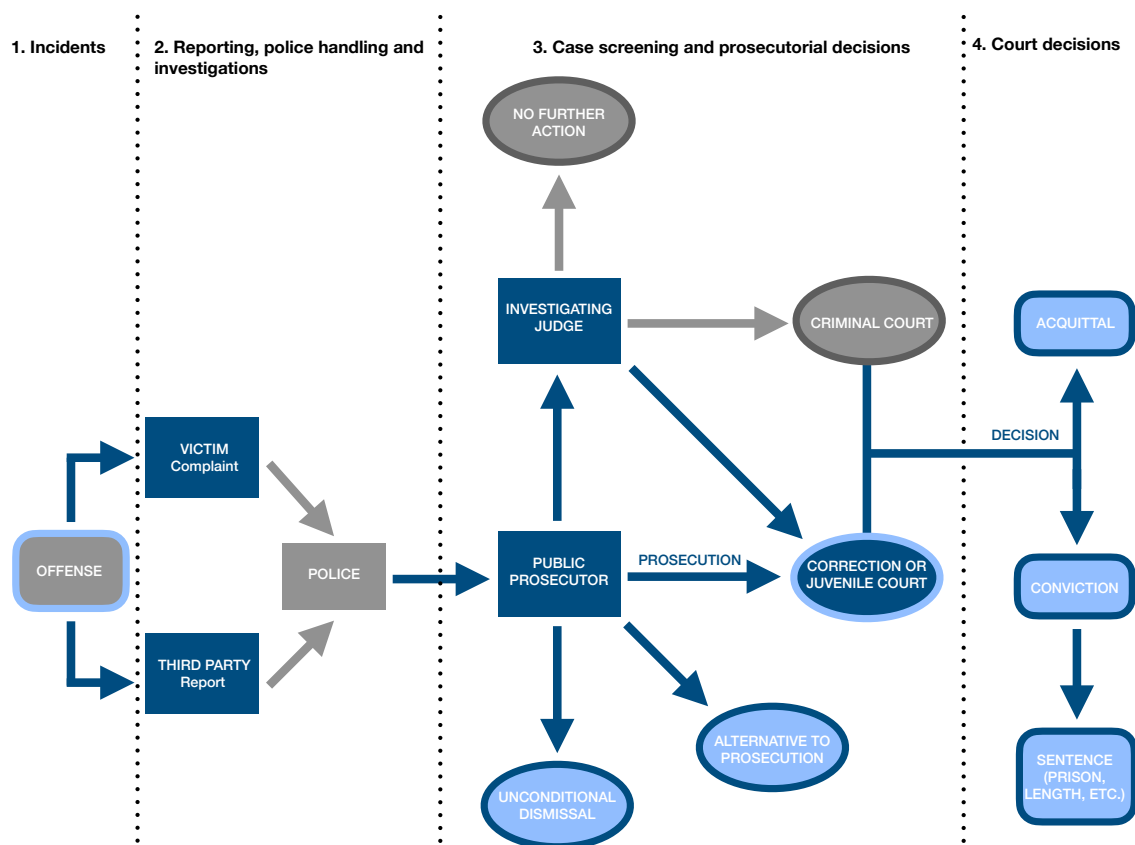 1. Incidents
2. Reporting, police handling and
investigations
3. Case screening and prosecutorial decisions
4. Court decisions
NO FURTHER
ACTION
INVESTIGATING
JUDGE
CRIMINAL COURT
ACQUITTAL
VICTIM
Complaint
DECISION
OFFENSE
POLICE
PUBLIC
PROSECUTOR
PROSECUTION
CORRECTION OR
JUVENILE COURT
CONVICTION
THIRD PARTY
Report
ALTERNATIVE TO
PROSECUTION
UNCONDITIONAL
DISMISSAL
SENTENCE
(PRISON,
LENGTH, ETC.)